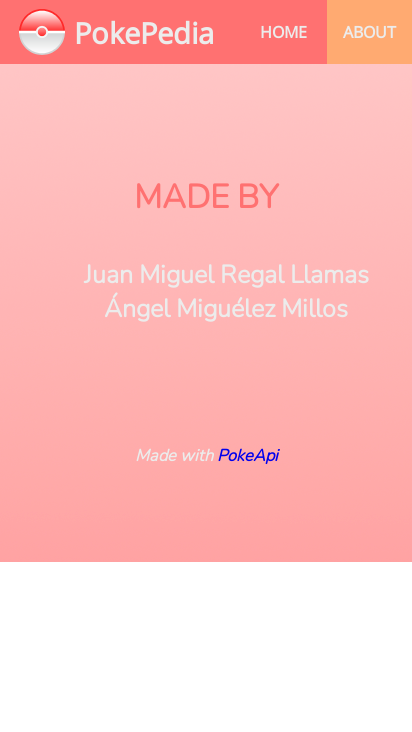 PokePedia
HOME
ABOUT
MADE BY
Juan Miguel Regal Llamas
Ángel Miguélez Millos
Made with PokeApi